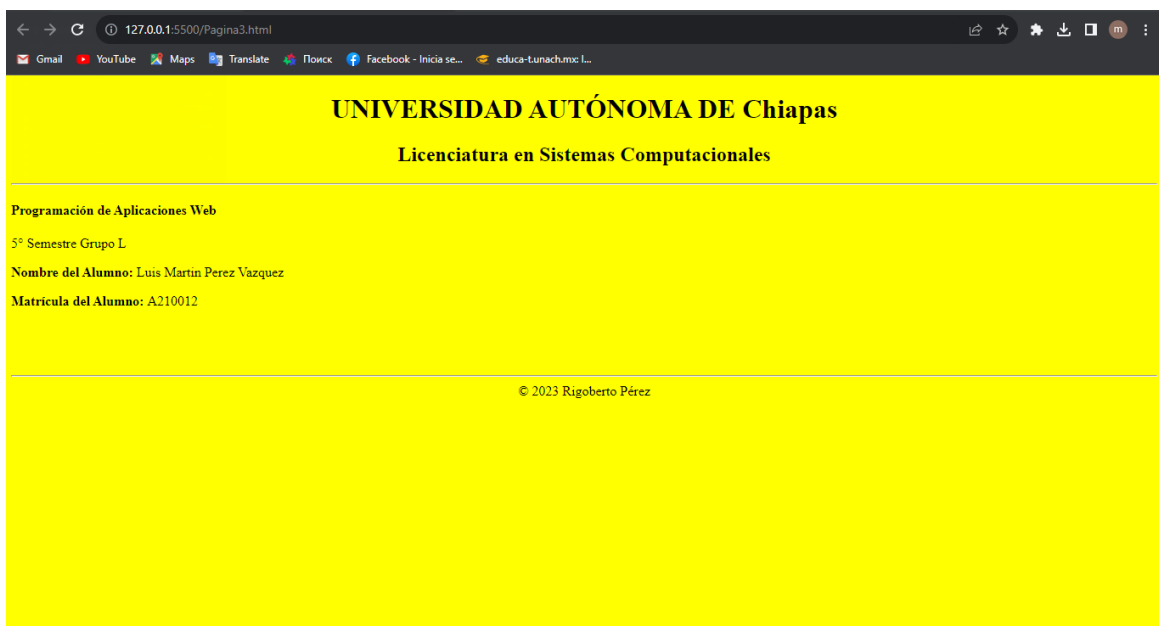 127.0.0.1:5500/Pagina3.html
m
Gmail YouTube Maps Translate Поиск Facebook - Inicia se... educa-t.unach.mx: I...
UNIVERSIDAD AUTÓNOMA DE Chiapas
Licenciatura en Sistemas Computacionales
Programación de Aplicaciones Web
5° Semestre Grupo L
Nombre del Alumno: Luis Martin Perez Vazquez
Matrícula del Alumno: A210012
© 2023 Rigoberto Pérez